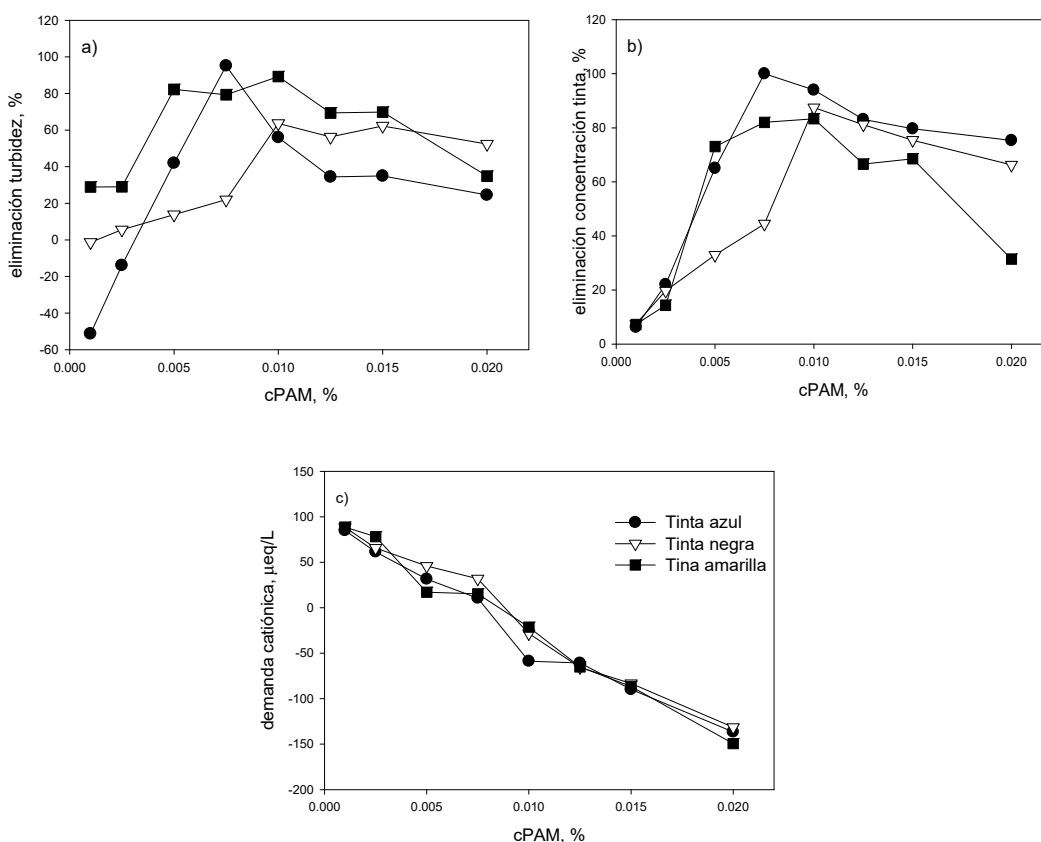 a)
eliminación turbidez, %
120
100
80
60
40
20
0
-20
-40
-60
0.000 0.005 0.010 0.015 0.020
cPAM, %
b)
eliminación concentración tinta, %
120
100
80
60
40
20
0
0.000 0.005 0.010 0.015 0.020
cPAM, %
c)
demanda catiónica, µeq/L
150
100
50
0
-50
-100
-150
-200
Tinta azul
Tinta negra
Tina amarilla
0.000 0.005 0.010 0.015 0.020
cPAM, %